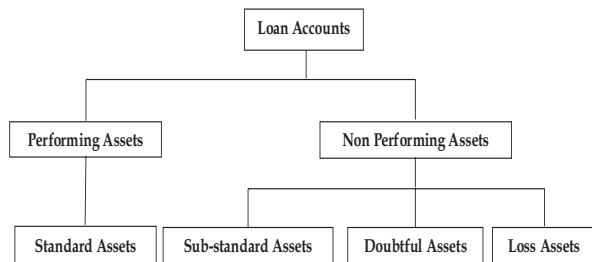 Loan Accounts
Performing Assets
Non Performing Assets
Standard Assets
Sub-standard Assets
Doubtful Assets
Loss Assets